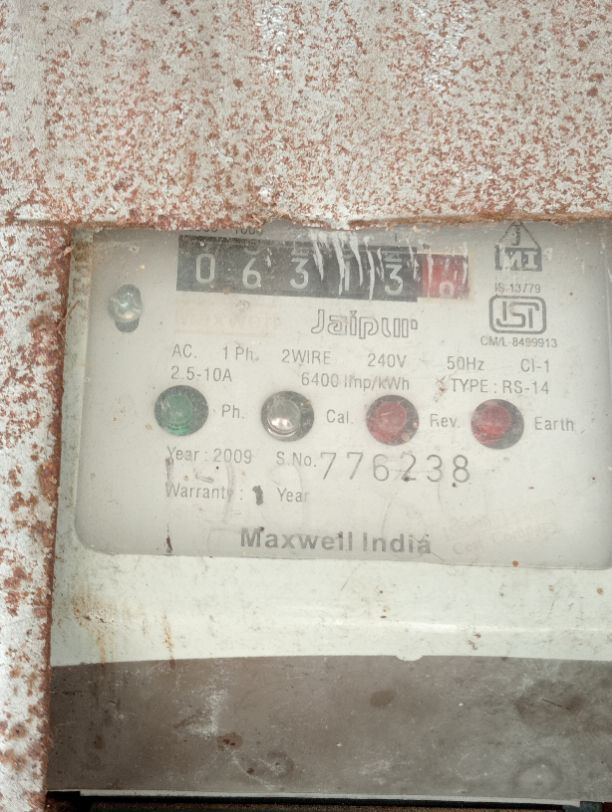 0 6 3 3
Jaipur
IS:13779
ISI
CM/L-8499913
AC. 1 Ph. 2WIRE 240V 50Hz Cl-1
2.5-10A 6400 Imp/kWh TYPE : RS-14
Ph. Cal. Rev. Earth
Year : 2009 S.No. 776238
Warranty : 1 Year
Maxwell India